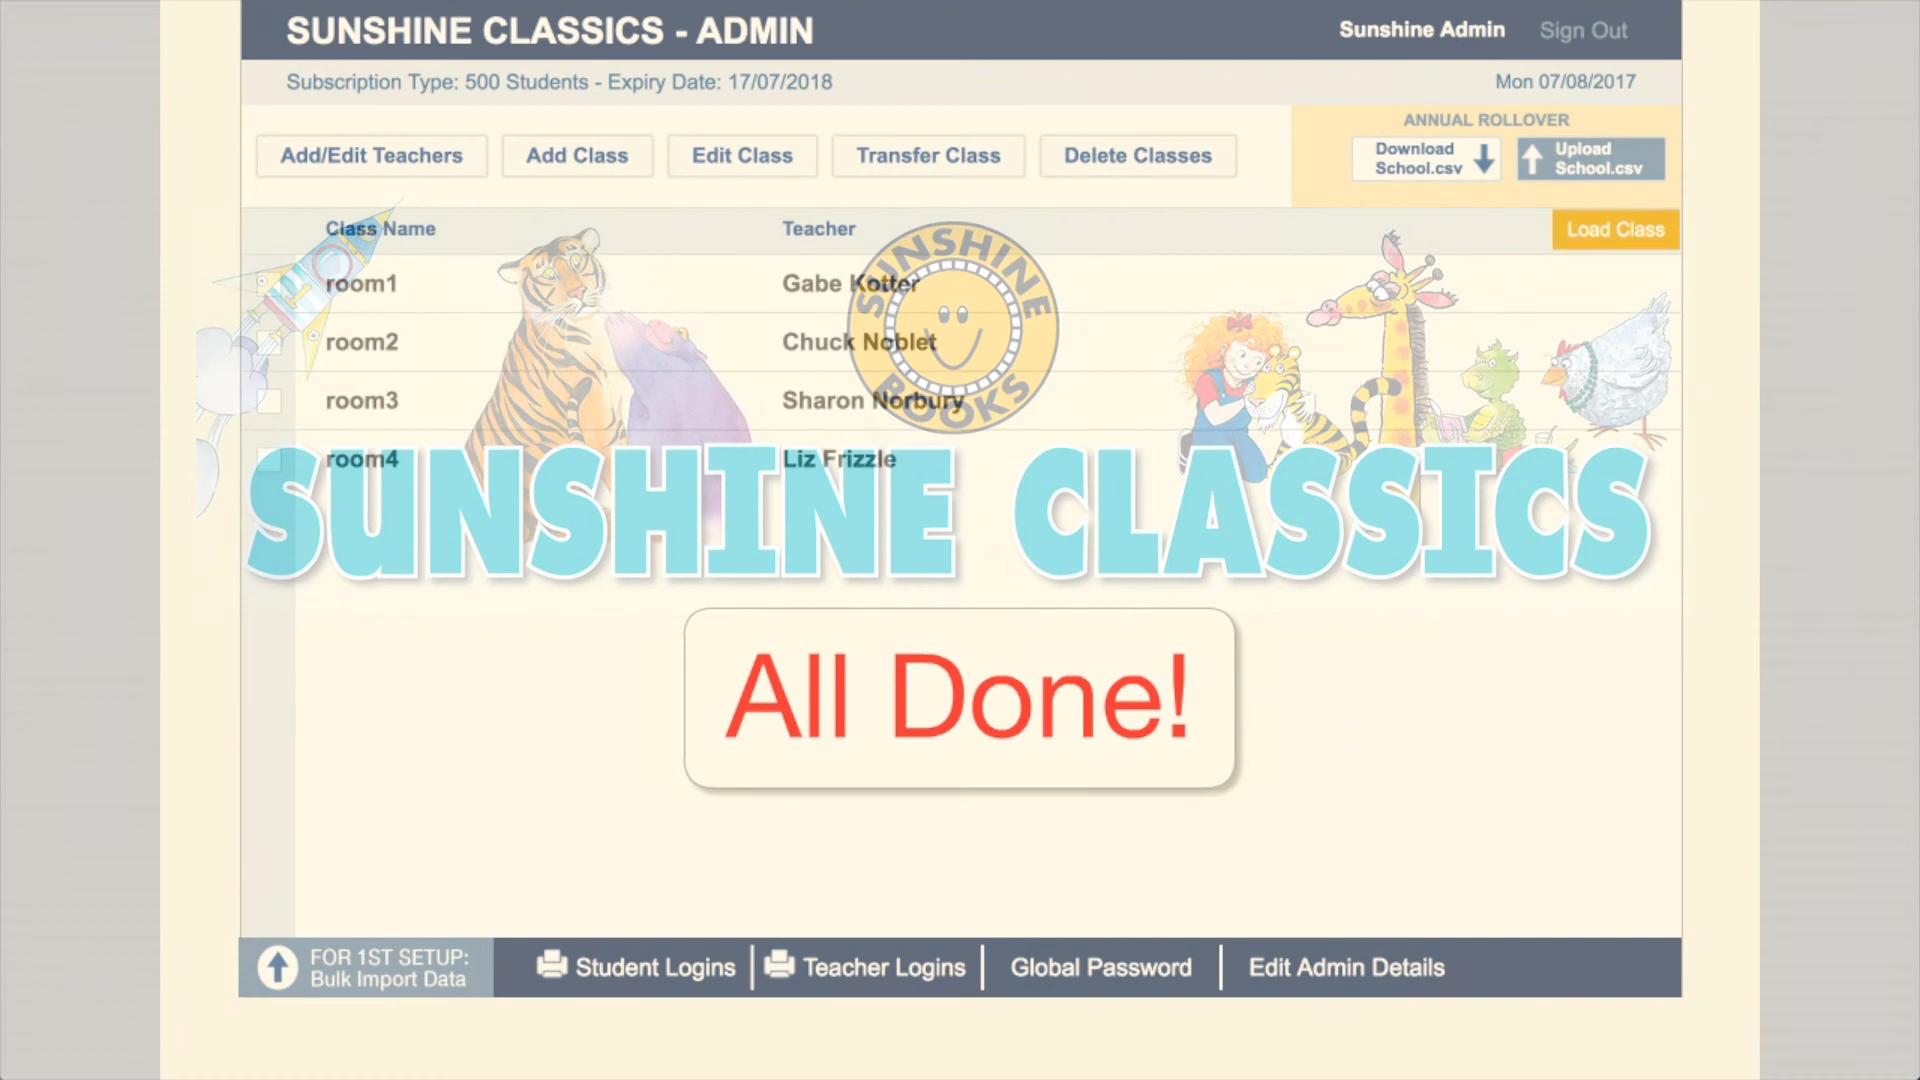 SUNSHINE CLASSICS - ADMIN
Sunshine Admin
Sign Out
Subscription Type: 500 Students - Expiry Date: 17/07/2018
Mon 07/08/2017
ANNUAL ROLLOVER
Add/Edit Teachers
Add Class
Edit Class
Transfer Class
Delete Classes
Download
School.csv
Upload
School.csv
Class Name
Teacher
Load Class
room1
Gabe Kotter
room2
Chuck Noblet
room3
Sharon Norbury
room4
Liz Frizzle
SUNSHINE
BOOKS
SUNSHINE CLASSICS
All Done!
FOR 1ST SETUP:
Bulk Import Data
Student Logins
Teacher Logins
Global Password
Edit Admin Details